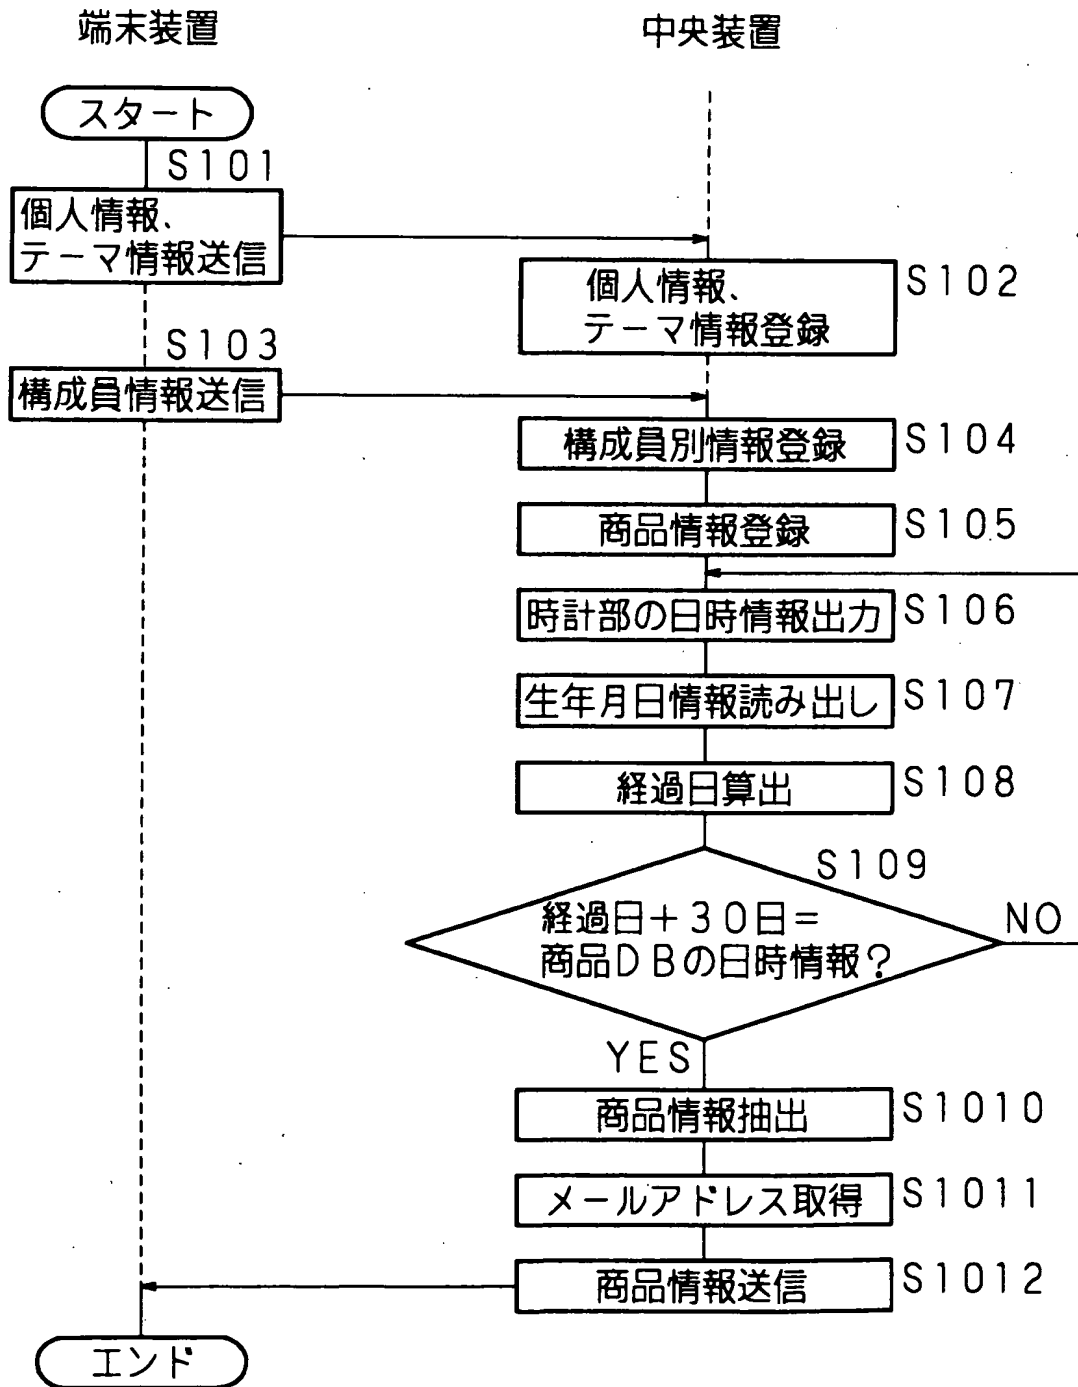 端末装置
中央装置
スタート
S101
個人情報、
テーマ情報送信
個人情報、
テーマ情報登録
S102
S103
構成員情報送信
構成員別情報登録
S104
商品情報登録
S105
時計部の日時情報出力
S106
生年月日情報読み出し
S107
経過日算出
S108
S109
経過日＋３０日＝
商品ＤＢの日時情報？
NO
YES
商品情報抽出
S1010
メールアドレス取得
S1011
商品情報送信
S1012
エンド